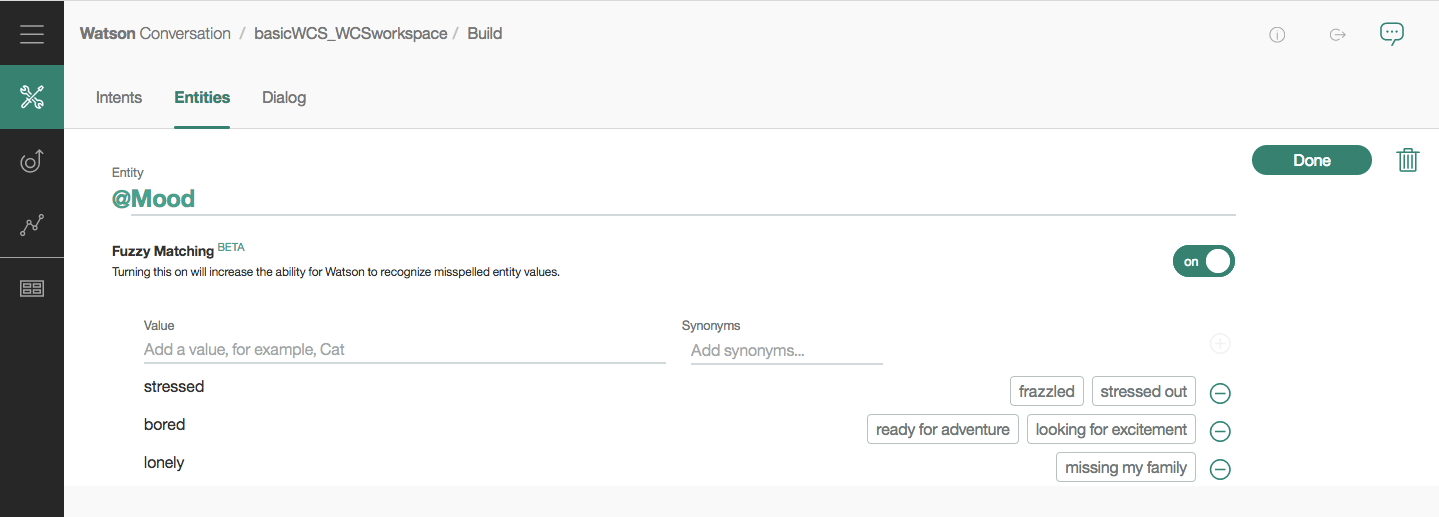 Watson Conversation / basicWCS_WCSworkspace / Build
Intents Entities Dialog
Done
Entity
@Mood
Fuzzy Matching BETA
on
Turning this on will increase the ability for Watson to recognize misspelled entity values.
Value Synonyms
Add a value, for example, Cat Add synonyms...
stressed frazzled stressed out
bored ready for adventure looking for excitement
lonely missing my family